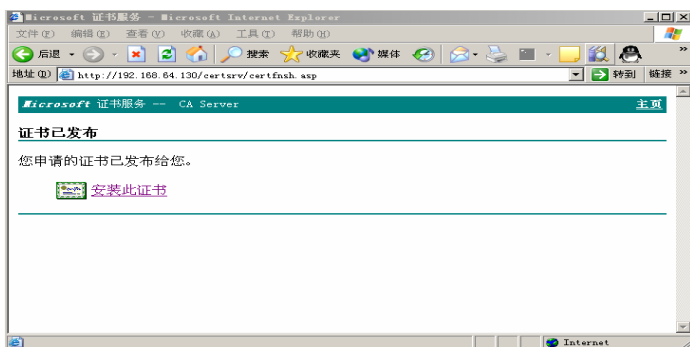 Microsoft 证书服务 - Microsoft Internet Explorer
文件(F) 编辑(E) 查看(V) 收藏(A) 工具(T) 帮助(H)
后退 搜索 收藏夹 媒体 »
地址(D) http://192.168.64.130/certsrv/certfnsh.asp 转到 链接 »
Microsoft 证书服务 -- CA Server 主页
证书已发布
您申请的证书已发布给您。
安装此证书
Internet